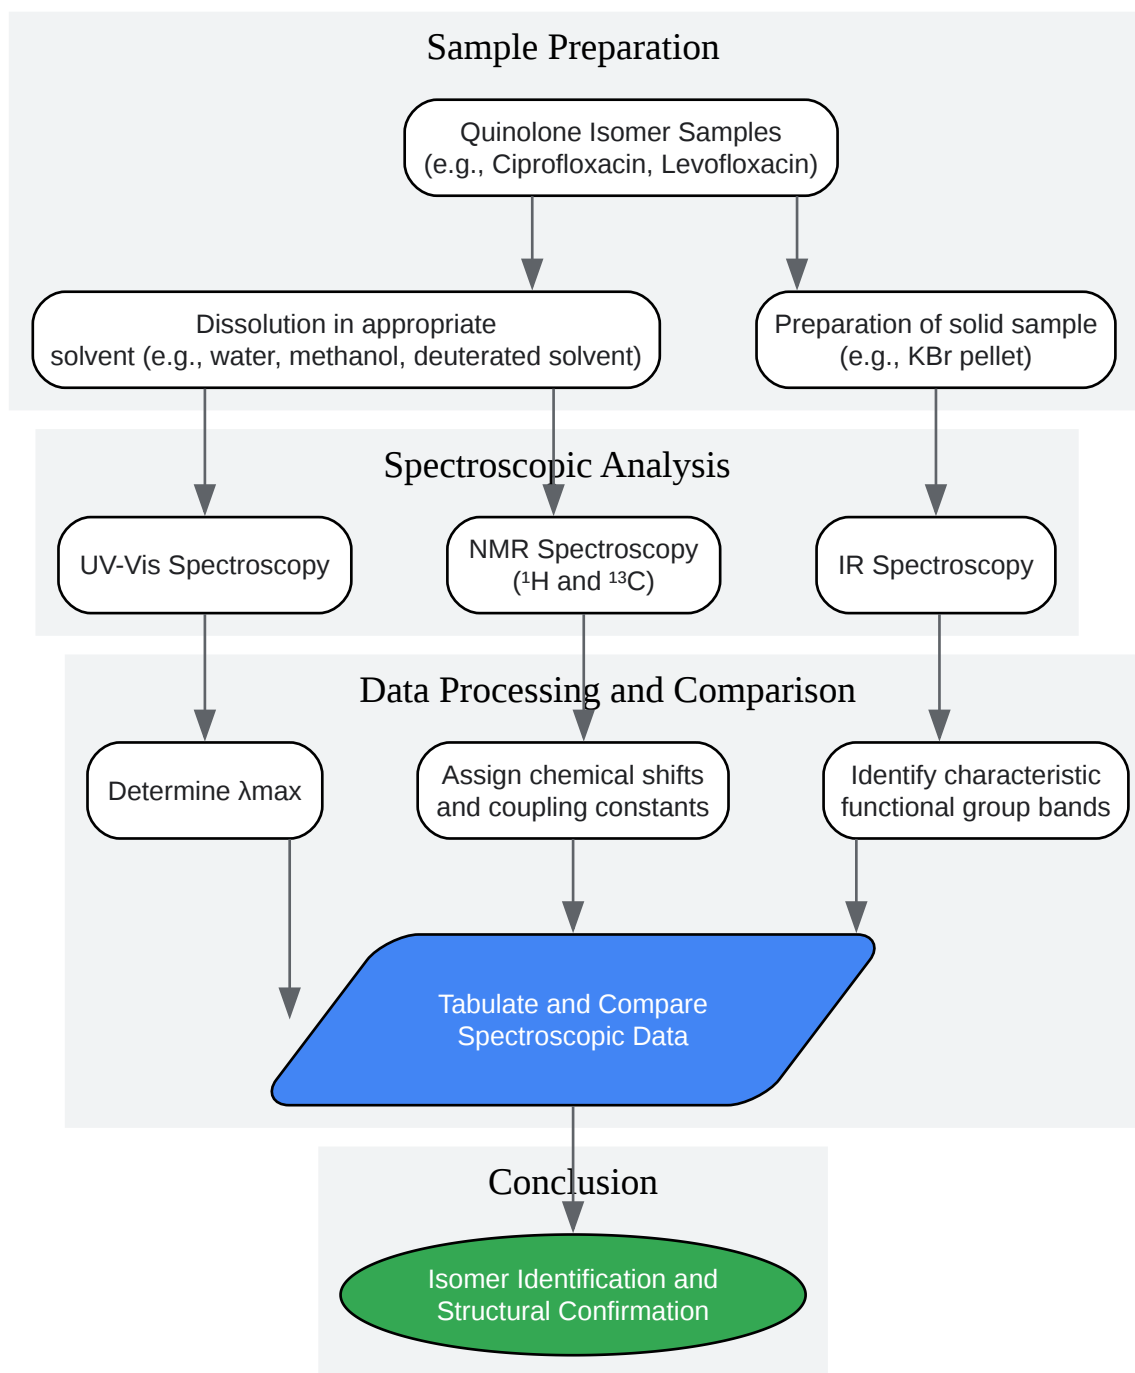 Sample Preparation
Quinolone Isomer Samples
(e.g., Ciprofloxacin, Levofloxacin)
Dissolution in appropriate
solvent (e.g., water, methanol, deuterated solvent)
Preparation of solid sample
(e.g., KBr pellet)
Spectroscopic Analysis
UV-Vis Spectroscopy
NMR Spectroscopy
(¹H and ¹³C)
IR Spectroscopy
Data Processing and Comparison
Determine λmax
Assign chemical shifts
and coupling constants
Identify characteristic
functional group bands
Tabulate and Compare
Spectroscopic Data
Conclusion
Isomer Identification and
Structural Confirmation